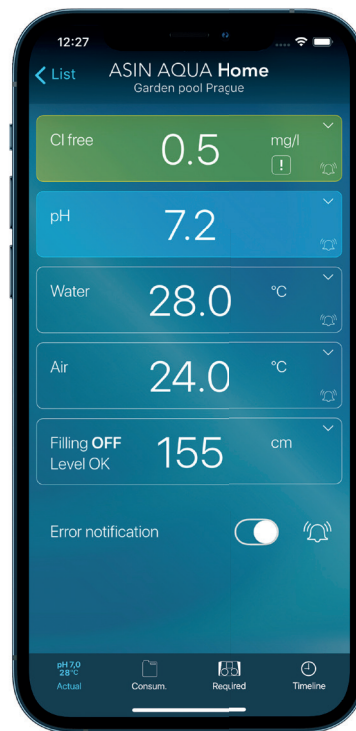 12:27
List
ASIN AQUA Home
Garden pool Prague
Cl free
0.5
mg/l
!
pH
7.2
Water
28.0
°C
Air
24.0
°C
Filling OFF
Level OK
155
cm
Error notification
pH 7,0
28°C
Actual
Consum.
Required
Timeline